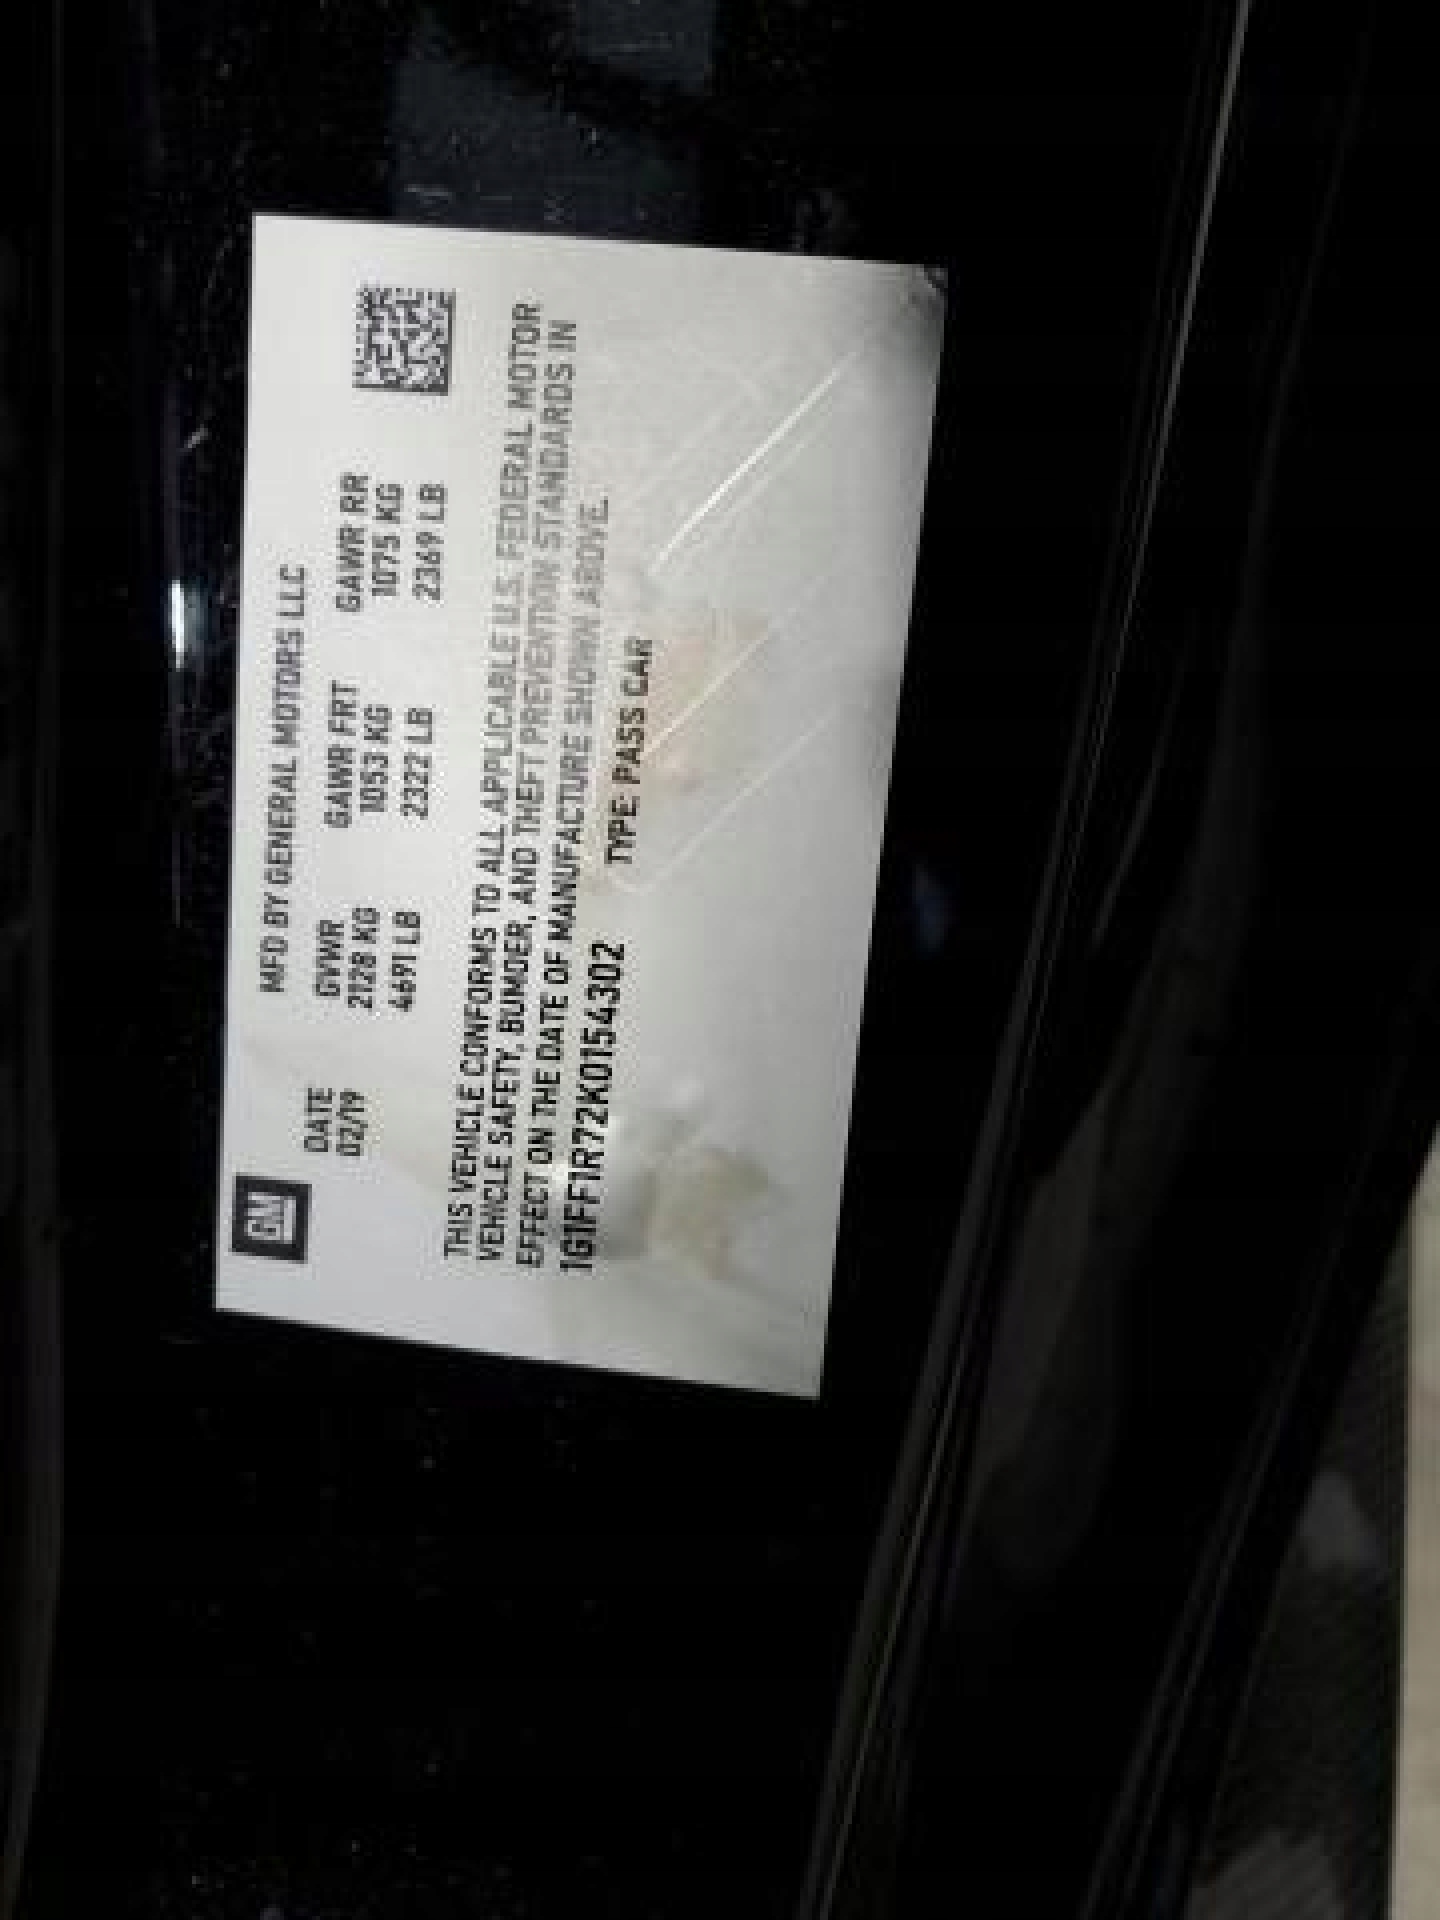 GM
MFD BY GENERAL MOTORS LLC
DATE GVWR GAWR FRT GAWR RR
02/19 2128 KG 1053 KG 1075 KG
4691 LB 2322 LB 2369 LB
THIS VEHICLE CONFORMS TO ALL APPLICABLE U.S. FEDERAL MOTOR
VEHICLE SAFETY, BUMDER, AND THEFT PREVENTION STANDARDS IN
EFFECT ON THE DATE OF MANUFACTURE SHOWN ABOVE.
1G1FF1R72K0154302 TYPE: PASS CAR